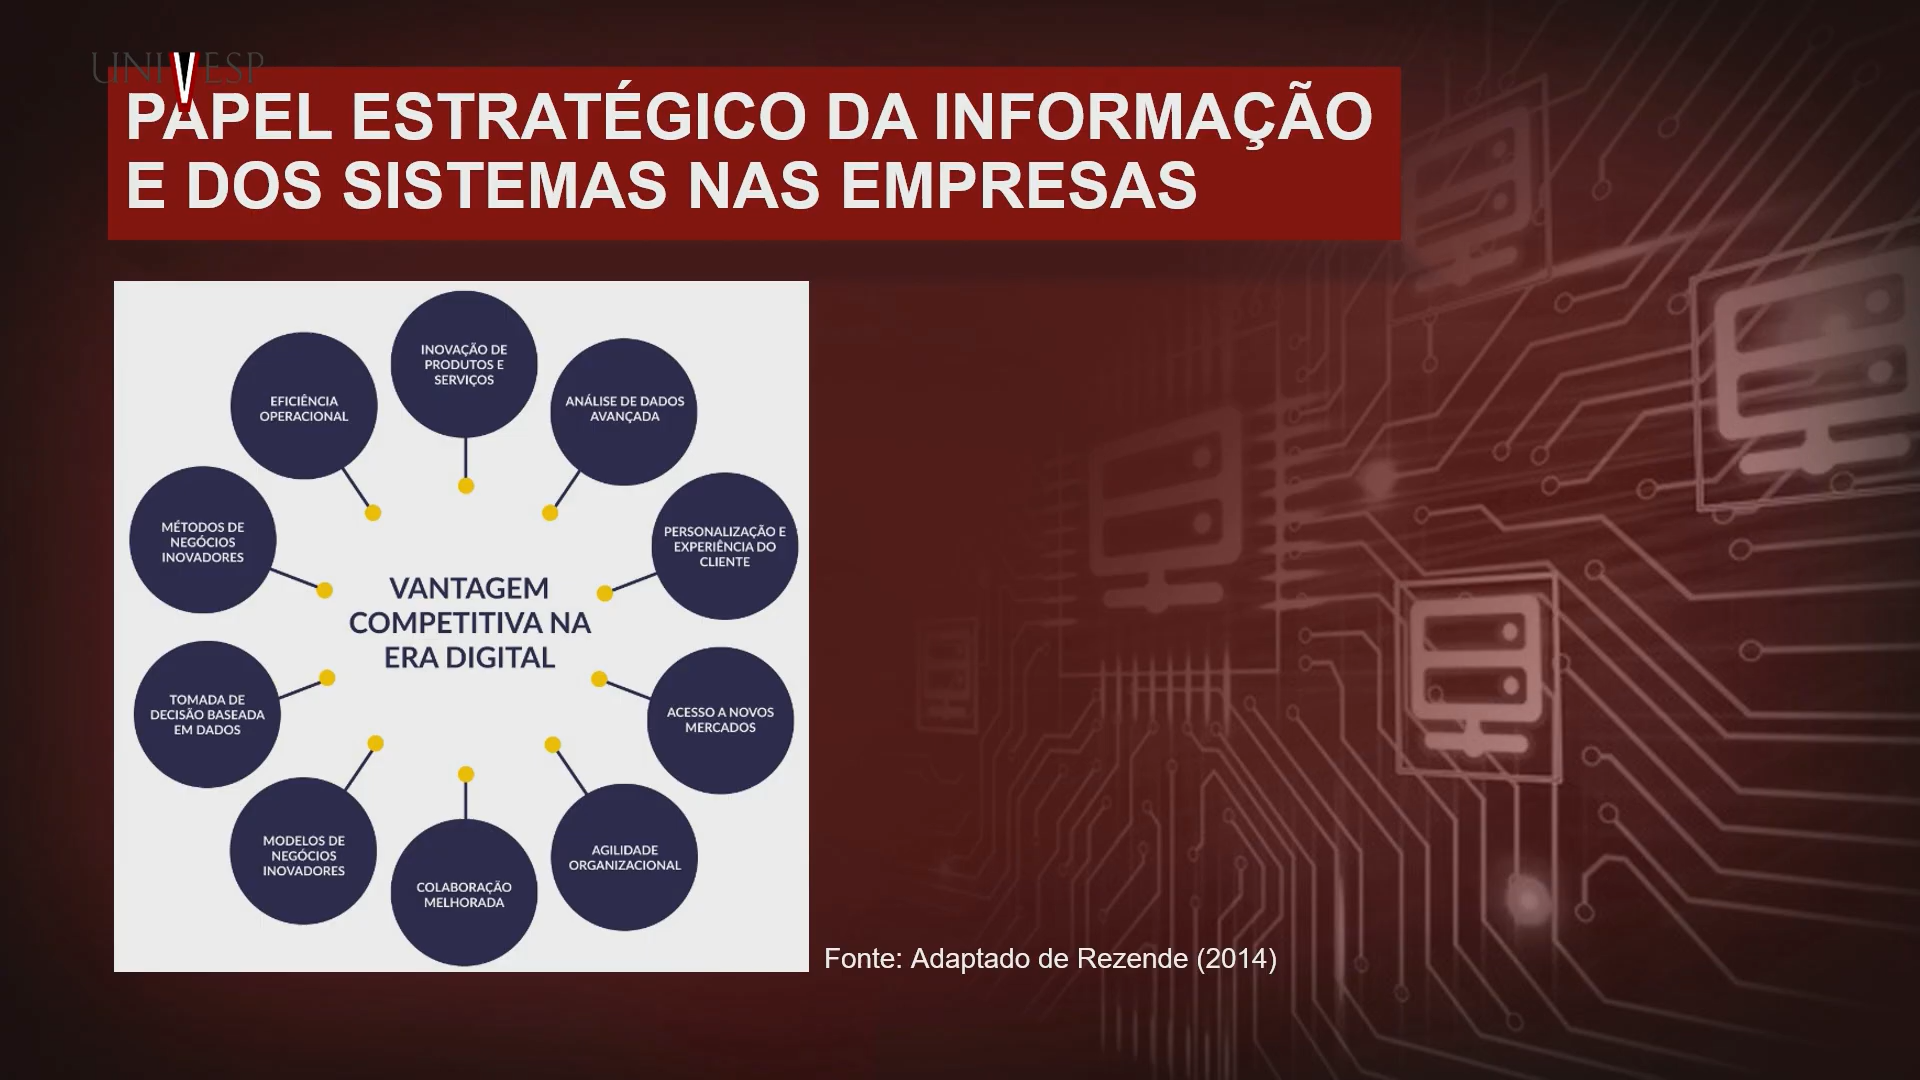 UNIVESP
PAPEL ESTRATÉGICO DA INFORMAÇÃO
E DOS SISTEMAS NAS EMPRESAS
INOVAÇÃO DE
PRODUTOS E
SERVIÇOS
ANÁLISE DE DADOS
AVANÇADA
PERSONALIZAÇÃO E
EXPERIÊNCIA DO
CLIENTE
ACESSO A NOVOS
MERCADOS
AGILIDADE
ORGANIZACIONAL
COLABORAÇÃO
MELHORADA
MODELOS DE
NEGÓCIOS
INOVADORES
TOMADA DE
DECISÃO BASEADA
EM DADOS
MÉTODOS DE
NEGÓCIOS
INOVADORES
EFICIÊNCIA
OPERACIONAL
VANTAGEM
COMPETITIVA NA
ERA DIGITAL
Fonte: Adaptado de Rezende (2014)